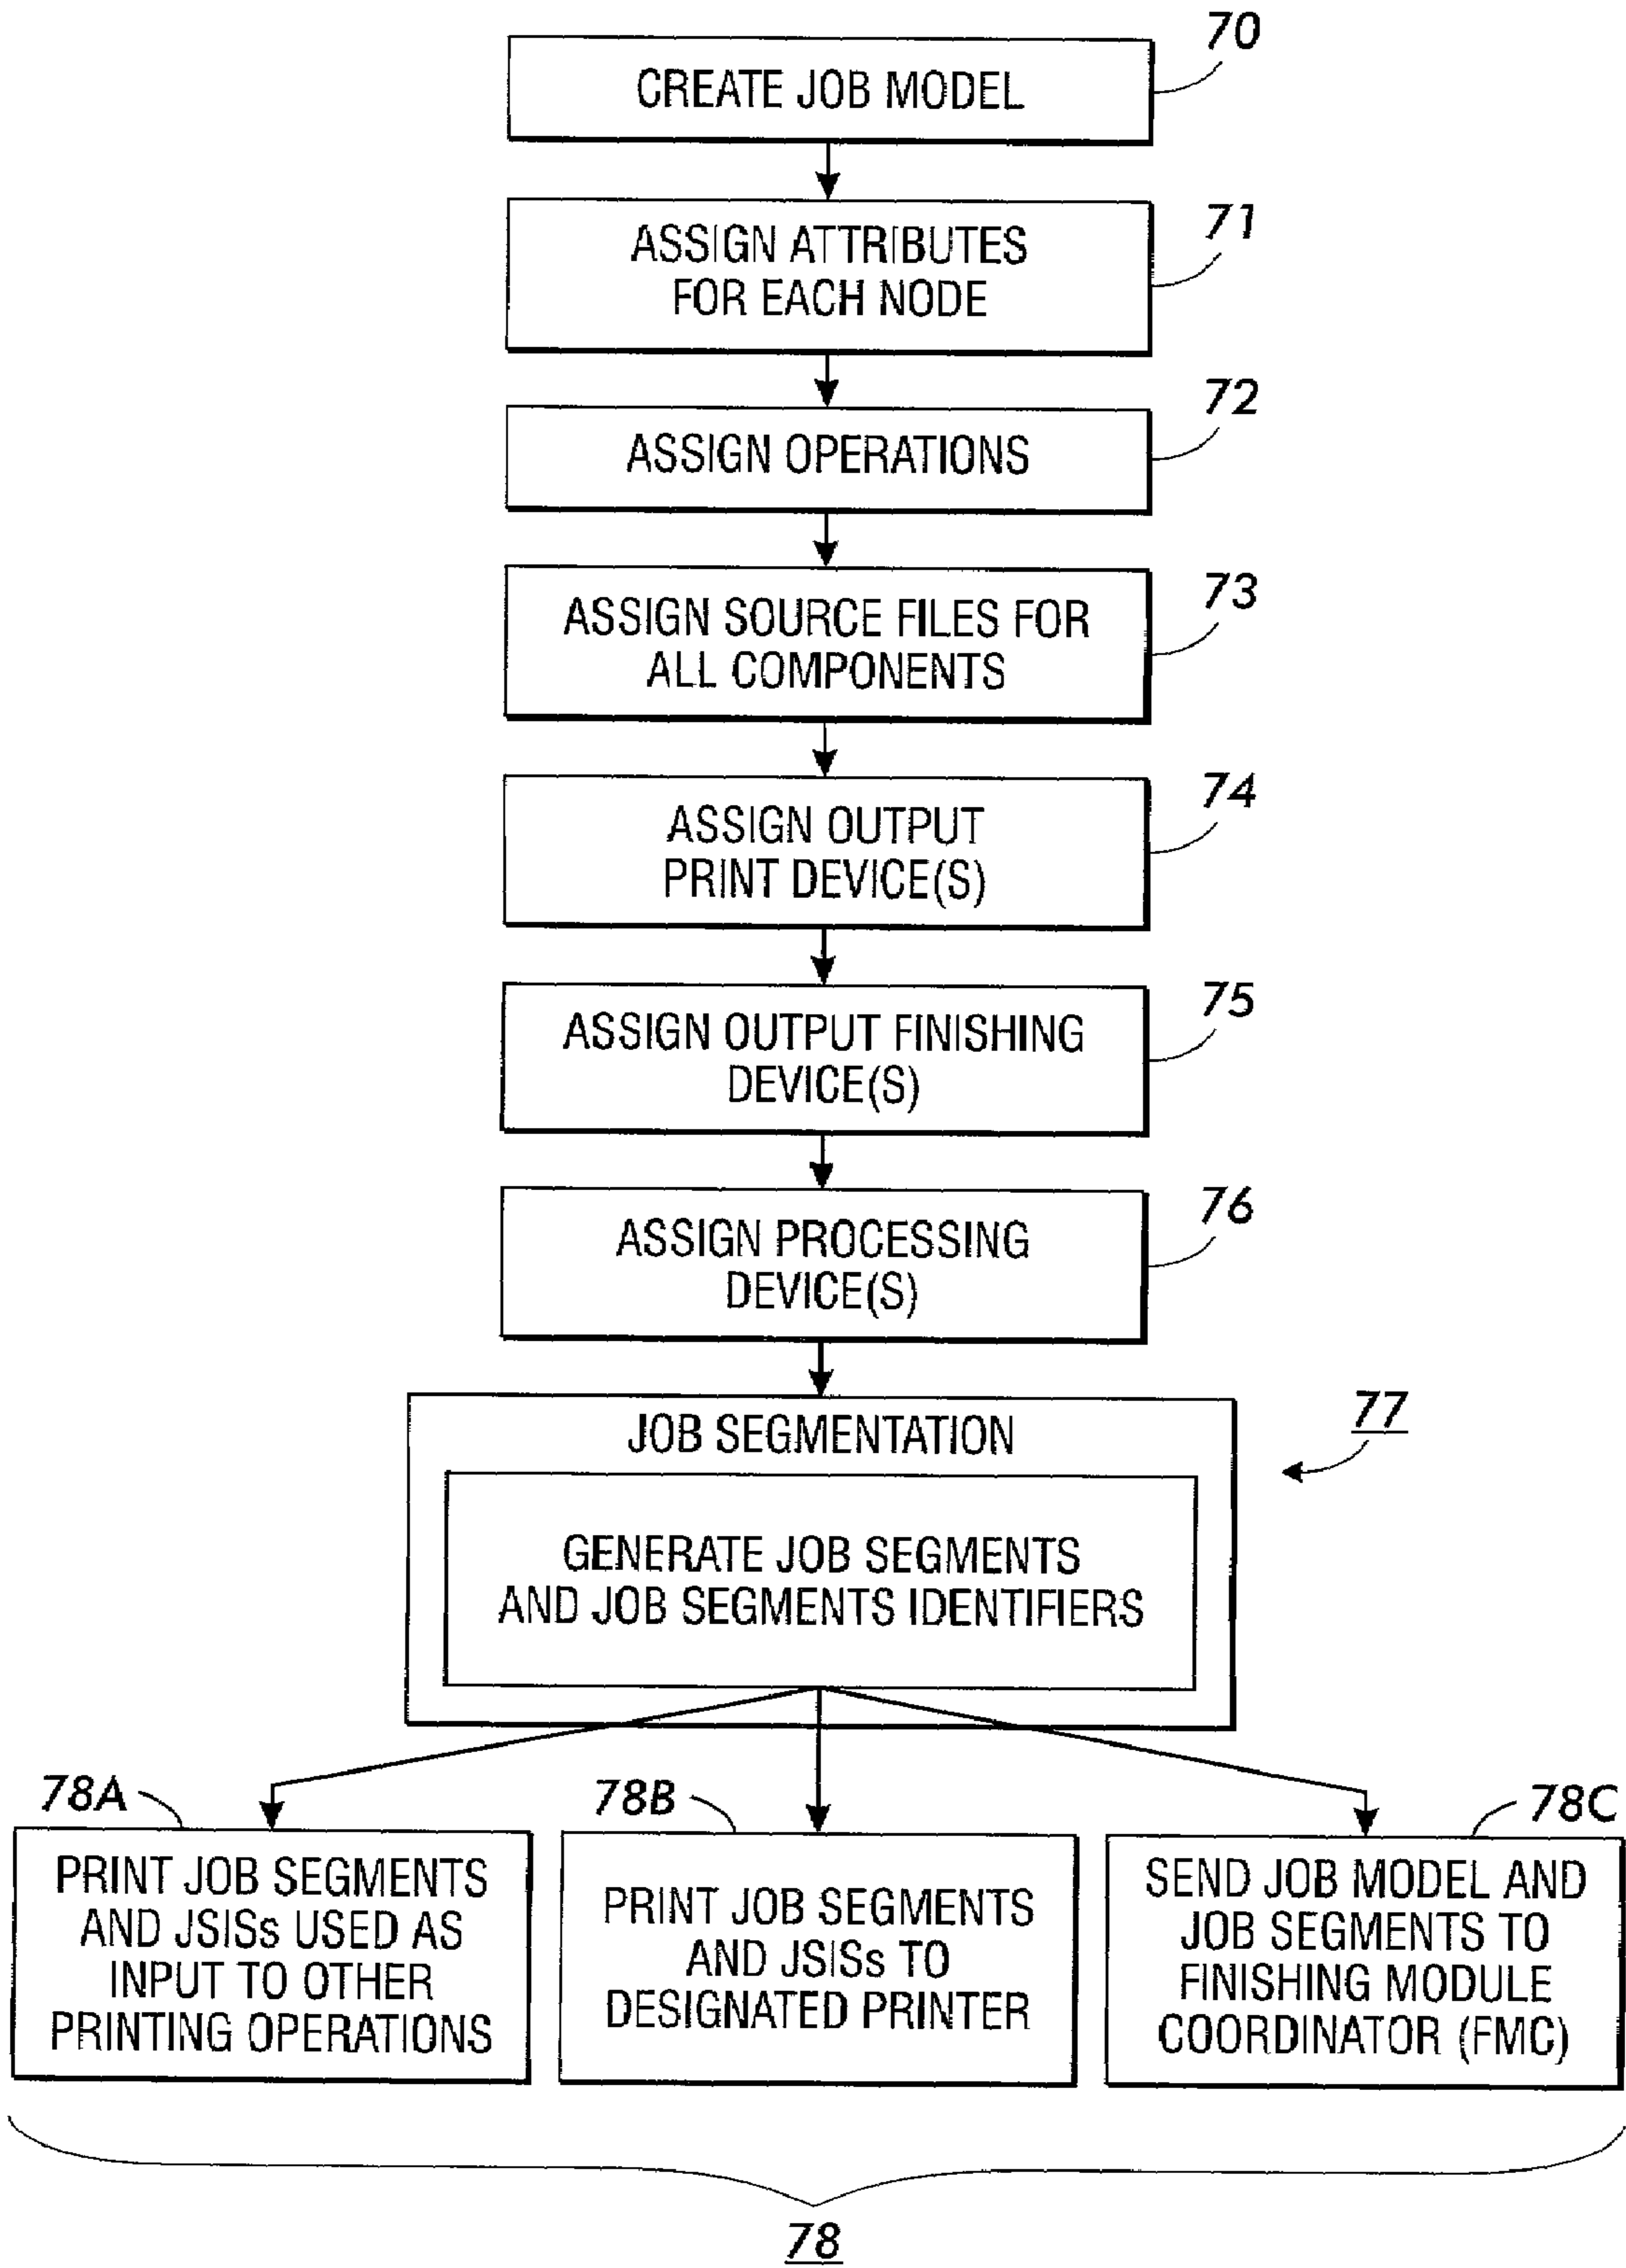 70
CREATE JOB MODEL
71
ASSIGN ATTRIBUTES
FOR EACH NODE
72
ASSIGN OPERATIONS
73
ASSIGN SOURCE FILES FOR
ALL COMPONENTS
74
ASSIGN OUTPUT
PRINT DEVICE(S)
75
ASSIGN OUTPUT FINISHING
DEVICE(S)
76
ASSIGN PROCESSING
DEVICE(S)
77
JOB SEGMENTATION
GENERATE JOB SEGMENTS
AND JOB SEGMENTS IDENTIFIERS
78A
PRINT JOB SEGMENTS
AND JSISs USED AS
INPUT TO OTHER
PRINTING OPERATIONS
78B
PRINT JOB SEGMENTS
AND JSISs TO
DESIGNATED PRINTER
78C
SEND JOB MODEL AND
JOB SEGMENTS TO
FINISHING MODULE
COORDINATOR (FMC)
78